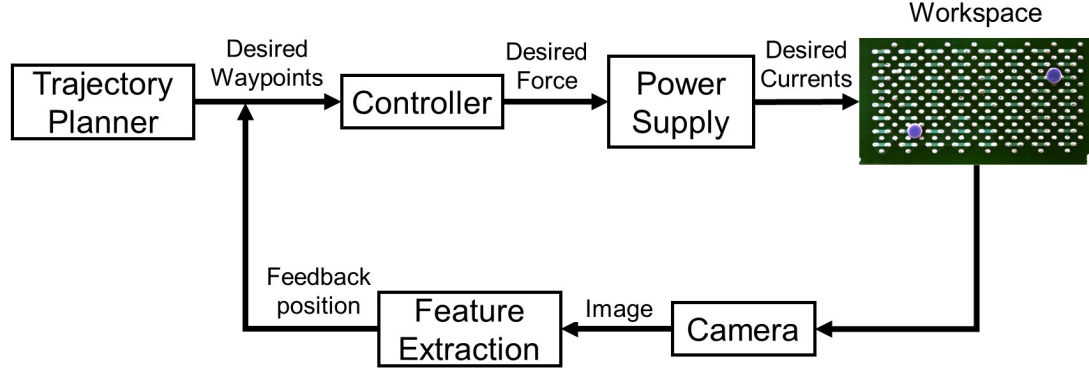 Workspace
Trajectory
Planner
Desired
Waypoints
Controller
Desired
Force
Power
Supply
Desired
Currents
Feedback
position
Feature
Extraction
Image
Camera